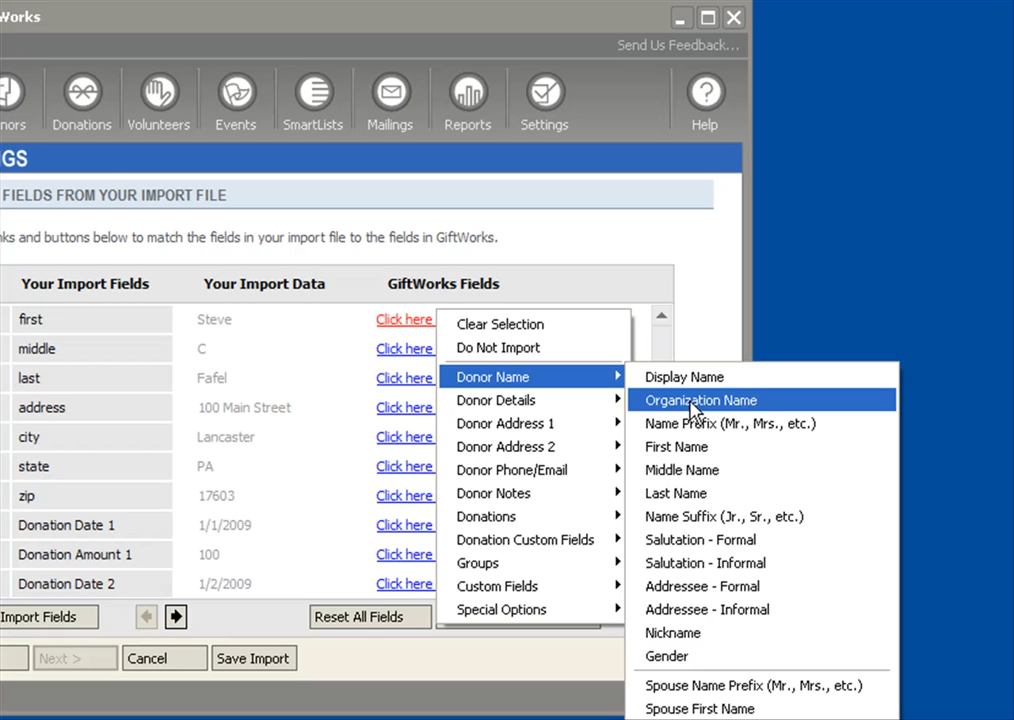 Works
Send Us Feedback...
nors Donations Volunteers Events SmartLists Mailings Reports Settings Help
NGS
FIELDS FROM YOUR IMPORT FILE
nks and buttons below to match the fields in your import file to the fields in GiftWorks.
Your Import Fields Your Import Data GiftWorks Fields
first Steve Click here
middle C Click here
last Fafel Click here
address 100 Main Street Click here
city Lancaster Click here
state PA Click here
zip 17603 Click here
Donation Date 1 1/1/2009 Click here
Donation Amount 1 100 Click here
Donation Date 2 1/2/2009 Click here
Import Fields Reset All Fields
Next > Cancel Save Import
Clear Selection
Do Not Import
Donor Name
Donor Details
Donor Address 1
Donor Address 2
Donor Phone/Email
Donor Notes
Donations
Donation Custom Fields
Groups
Custom Fields
Special Options
Display Name
Organization Name
Name Prefix (Mr., Mrs., etc.)
First Name
Middle Name
Last Name
Name Suffix (Jr., Sr., etc.)
Salutation - Formal
Salutation - Informal
Addressee - Formal
Addressee - Informal
Nickname
Gender
Spouse Name Prefix (Mr., Mrs., etc.)
Spouse First Name